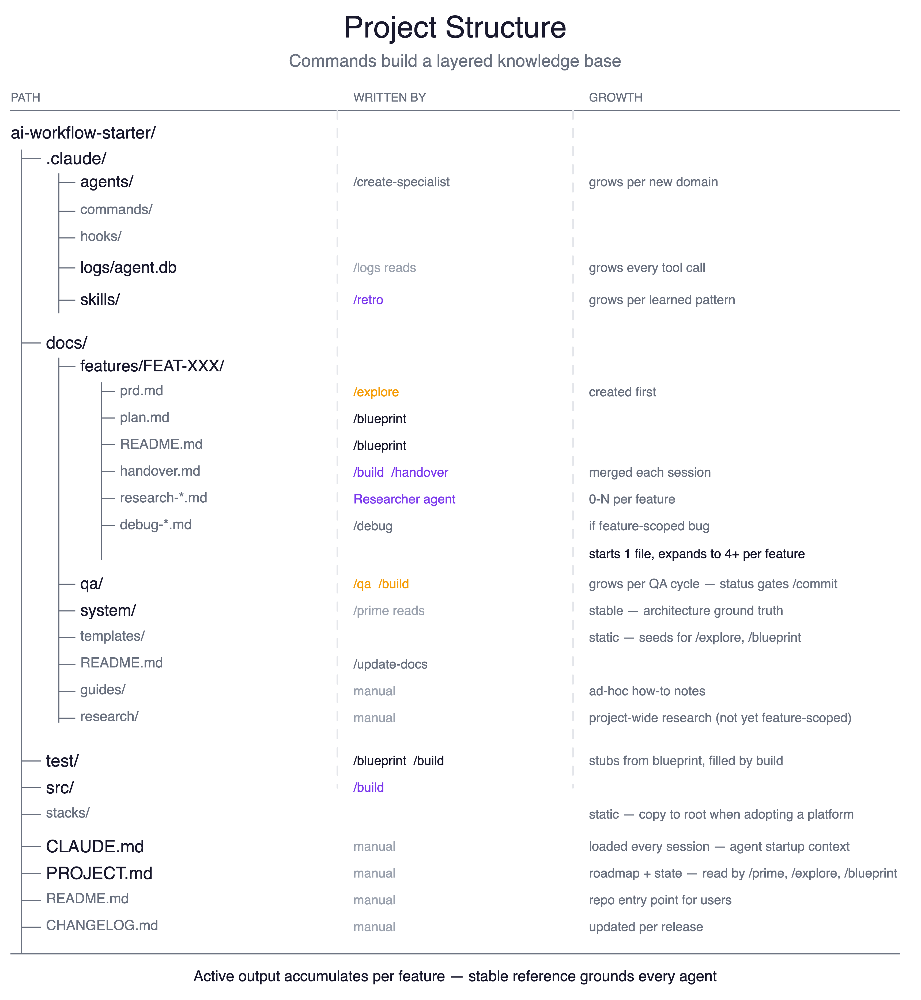 Project Structure
Commands build a layered knowledge base
PATH WRITTEN BY GROWTH
ai-workflow-starter/
.claude/
agents/ /create-specialist grows per new domain
commands/
hooks/
logs/agent.db /logs reads grows every tool call
skills/ /retro grows per learned pattern
docs/
features/FEAT-XXX/
prd.md /explore created first
plan.md /blueprint
README.md /blueprint
handover.md /build /handover merged each session
research-*.md Researcher agent 0-N per feature
debug-*.md /debug if feature-scoped bug
starts 1 file, expands to 4+ per feature
qa/ /qa /build grows per QA cycle — status gates /commit
system/ /prime reads stable — architecture ground truth
templates/ static — seeds for /explore, /blueprint
README.md /update-docs
guides/ manual ad-hoc how-to notes
research/ manual project-wide research (not yet feature-scoped)
test/ /blueprint /build stubs from blueprint, filled by build
src/ /build
stacks/ static — copy to root when adopting a platform
CLAUDE.md manual loaded every session — agent startup context
PROJECT.md manual roadmap + state — read by /prime, /explore, /blueprint
README.md manual repo entry point for users
CHANGELOG.md manual updated per release
Active output accumulates per feature — stable reference grounds every agent